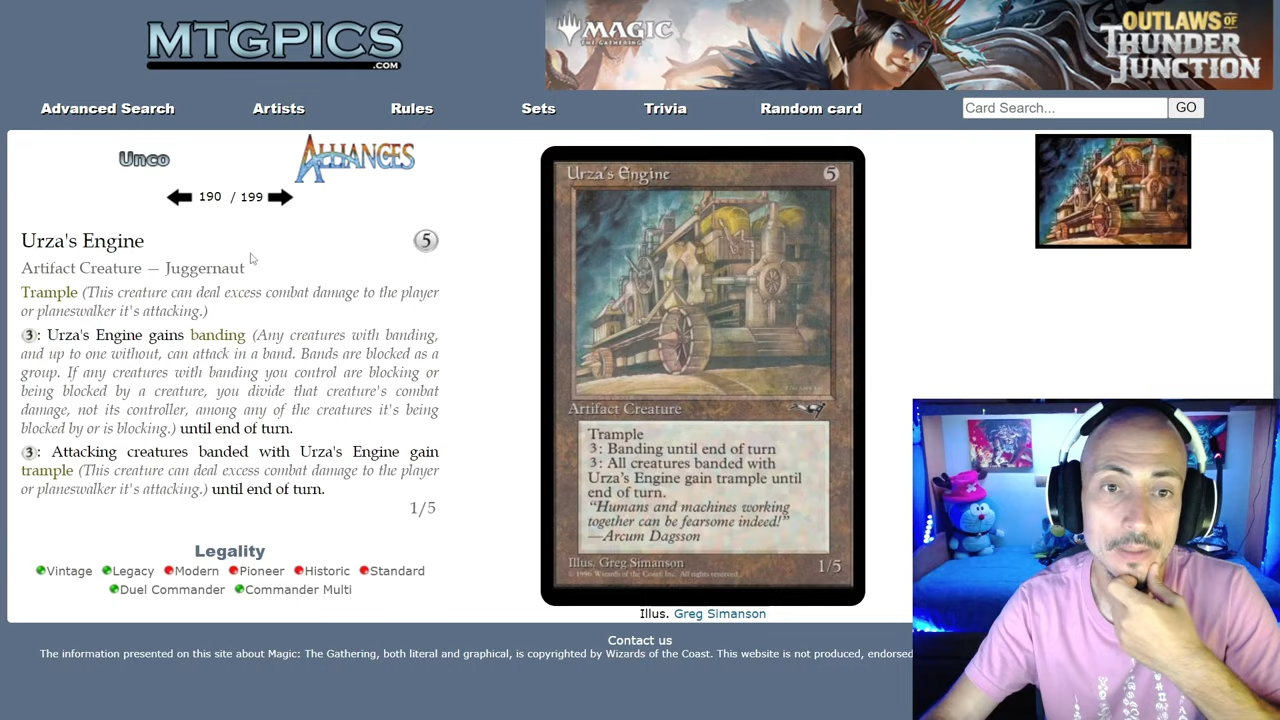 MTGPICS
.COM
MAGIC
THE GATHERING
OUTLAWS OF
THUNDER
JUNCTION
Advanced Search
Artists
Rules
Sets
Trivia
Random card
Card Search...
GO
Unco
ALLIANCES
190 / 199
Urza's Engine
5
Artifact Creature — Juggernaut
Trample (This creature can deal excess combat damage to the player
or planeswalker it's attacking.)
3: Urza's Engine gains banding (Any creatures with banding,
and up to one without, can attack in a band. Bands are blocked as a
group. If any creatures with banding you control are blocking or
being blocked by a creature, you divide that creature's combat
damage, not its controller, among any of the creatures it's being
blocked by or is blocking.) until end of turn.
3: Attacking creatures banded with Urza's Engine gain
trample (This creature can deal excess combat damage to the player
or planeswalker it's attacking.) until end of turn.
1/5
Legality
Vintage Legacy Modern Pioneer Historic Standard
Duel Commander Commander Multi
Urza's Engine
5
Artifact Creature
Trample
3: Banding until end of turn
3: All creatures banded with
Urza's Engine gain trample until
end of turn.
"Humans and machines working
together can be fearsome indeed!"
—Arcum Dagsson
Illus. Greg Simanson
1/5
© 1996 Wizards of the Coast, Inc. All rights reserved.
Illus. Greg Simanson
Contact us
The information presented on this site about Magic: The Gathering, both literal and graphical, is copyrighted by Wizards of the Coast. This website is not produced, endorsed